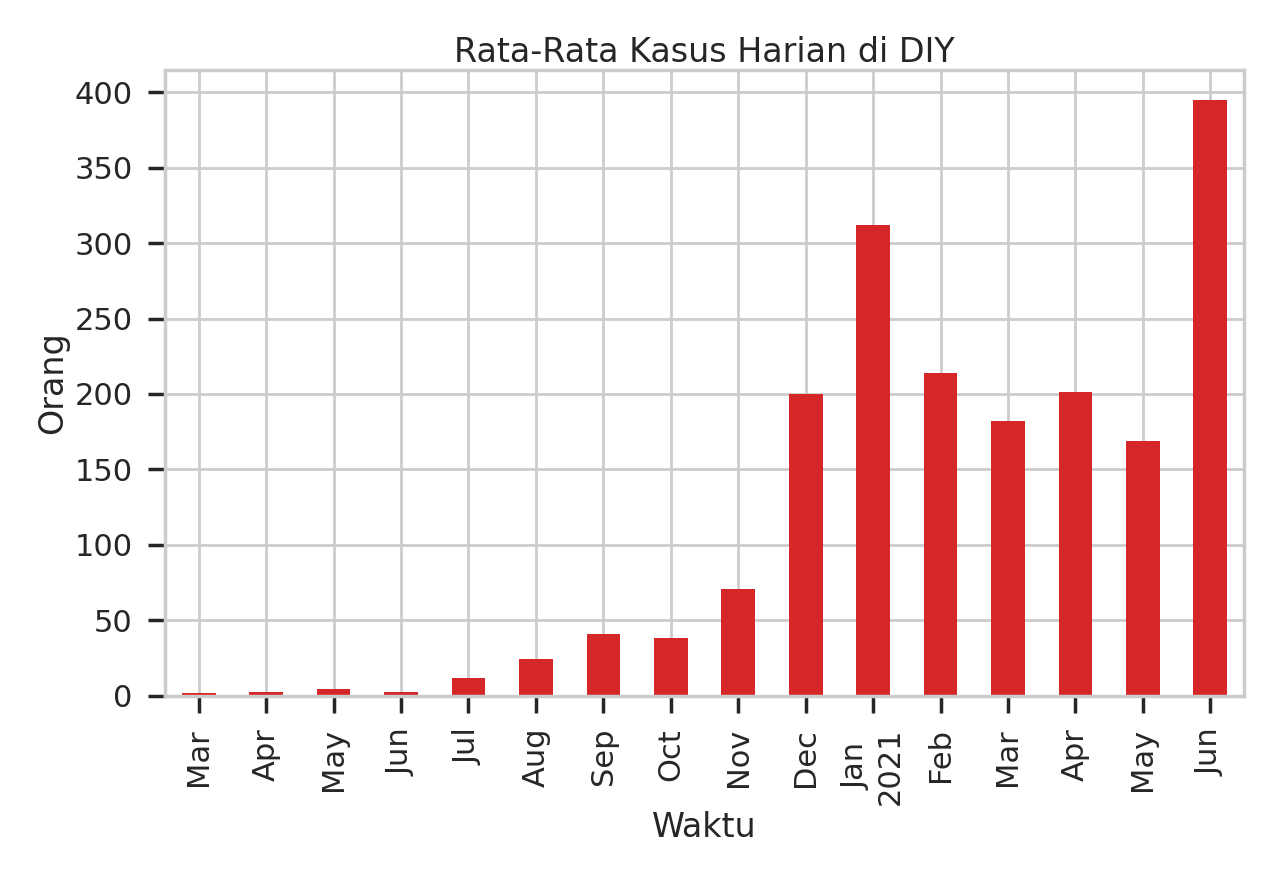 Rata-Rata Kasus Harian di DIY
Orang
400
350
300
250
200
150
100
50
0
Mar
Apr
May
Jun
Jul
Aug
Sep
Oct
Nov
Dec
Jan
2021
Feb
Mar
Apr
May
Jun
Waktu